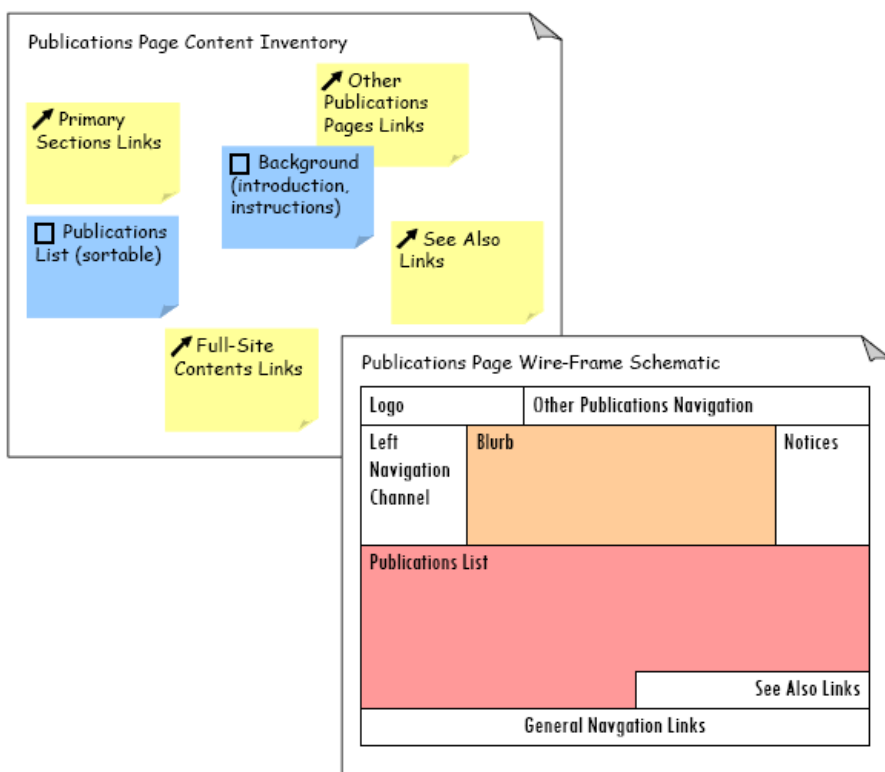 Publications Page Content Inventory
Other
Publications
Pages Links
Primary
Sections Links
Background
(introduction,
instructions)
Publications
List (sortable)
See Also
Links
Full-Site
Contents Links
Publications Page Wire-Frame Schematic
Logo
Other Publications Navigation
Left
Navigation
Channel
Blurb
Notices
Publications List
See Also Links
General Navgation Links